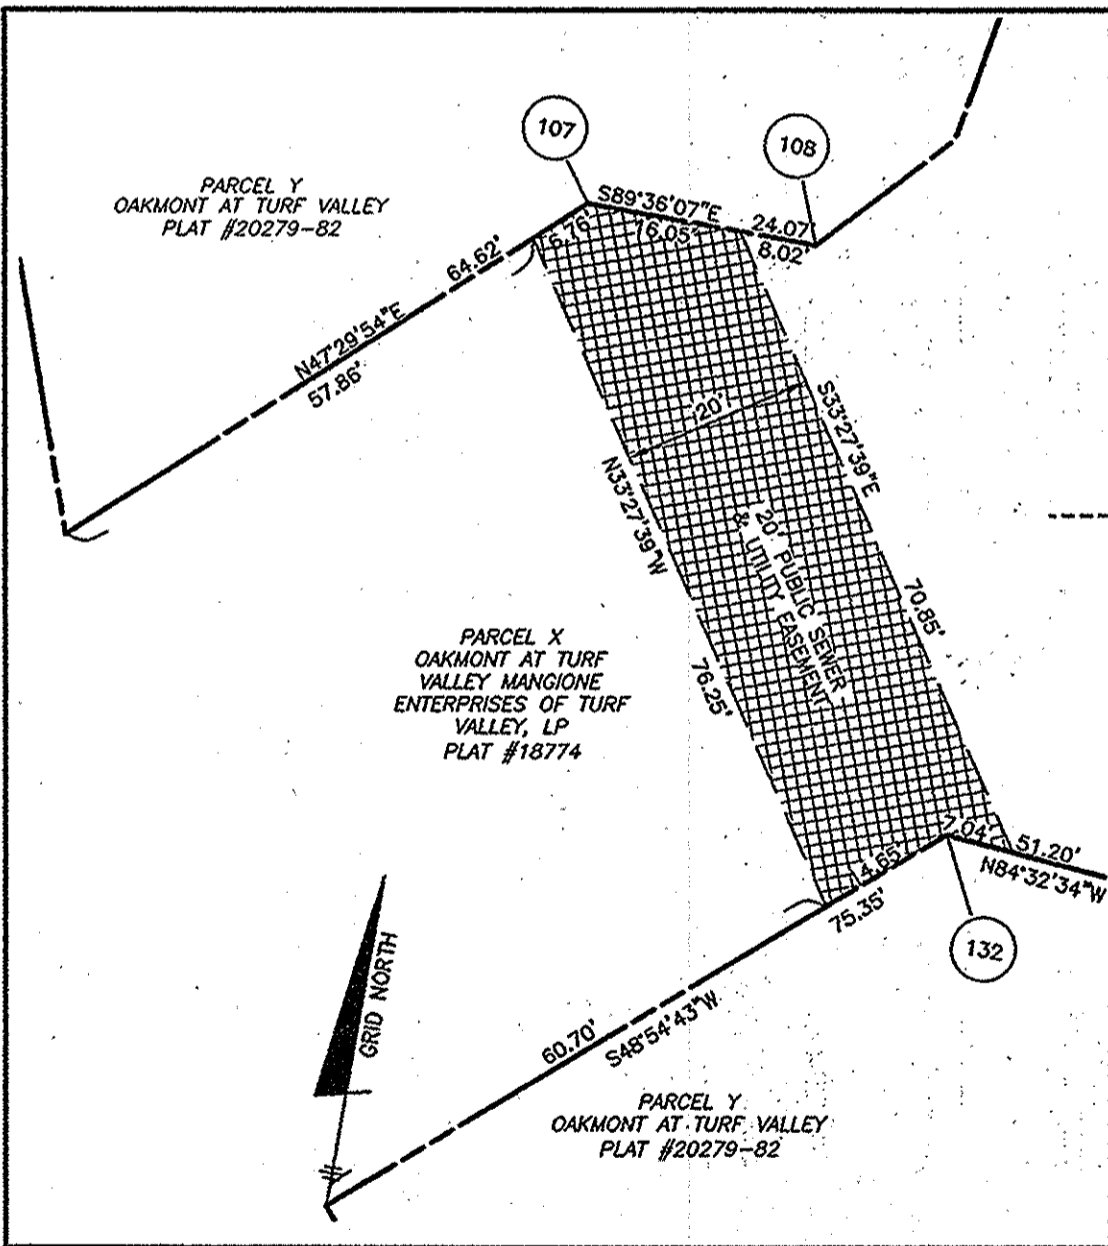 107
108
PARCEL Y
OAKMONT AT TURF VALLEY
PLAT #20279-82
S89°36'07"E
24.07'
6.76'
16.05'
8.02'
64.62'
N47°29'54"E
57.86'
20'
S33°27'39"E
N33°27'39"W
20' PUBLIC SEWER
& UTILITY EASEMENT
70.85'
PARCEL X
OAKMONT AT TURF
VALLEY MANGIONE
ENTERPRISES OF TURF
VALLEY, LP
PLAT #18774
76.25'
7.04'
51.20'
N84°32'34"W
14.65'
75.35'
132
GRID NORTH
60.70'
S48°54'43"W
PARCEL Y
OAKMONT AT TURF VALLEY
PLAT #20279-82